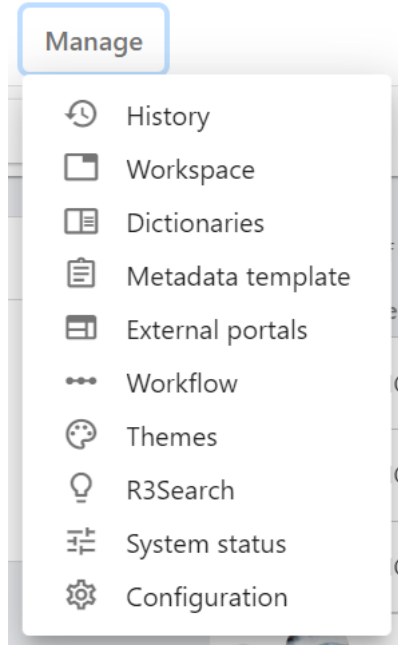 Manage
History
Workspace
Dictionaries
Metadata template
External portals
Workflow
Themes
R3Search
System status
Configuration